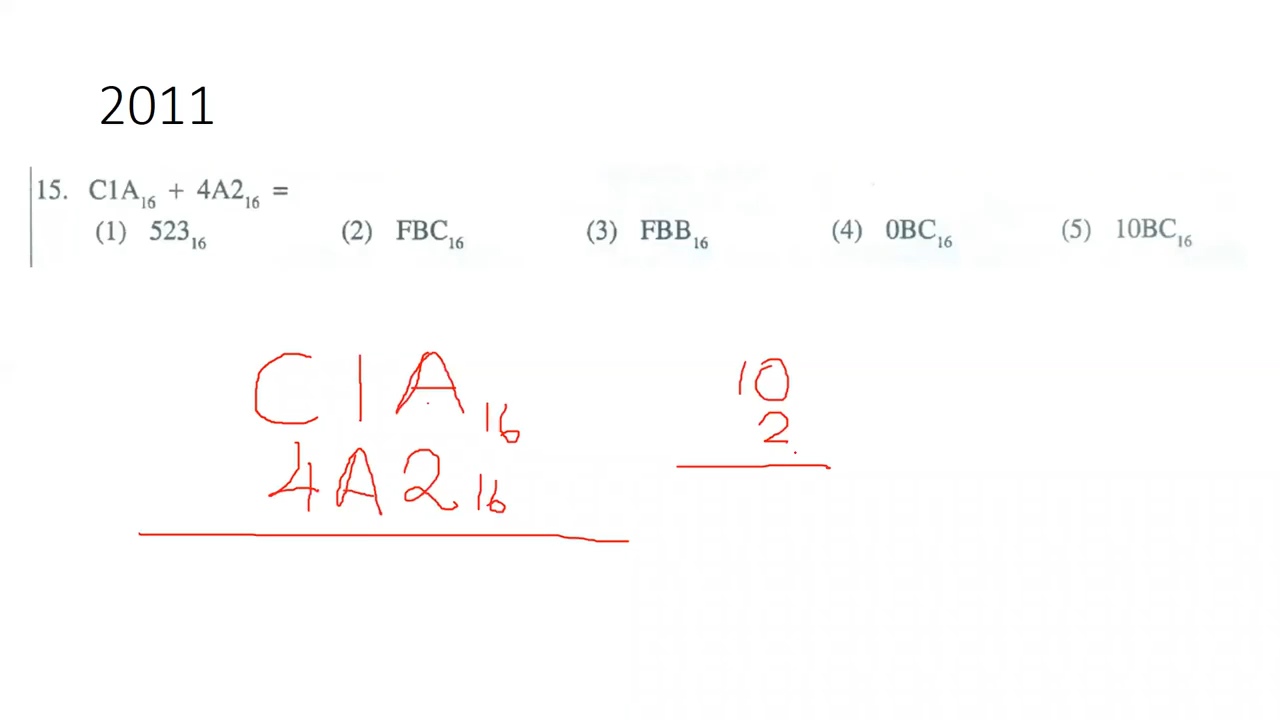 2011
15. C1A₁₆ + 4A2₁₆ =
(1) 523₁₆ (2) FBC₁₆ (3) FBB₁₆ (4) 0BC₁₆ (5) 10BC₁₆
C1A₁₆ 10
4A2₁₆ 2